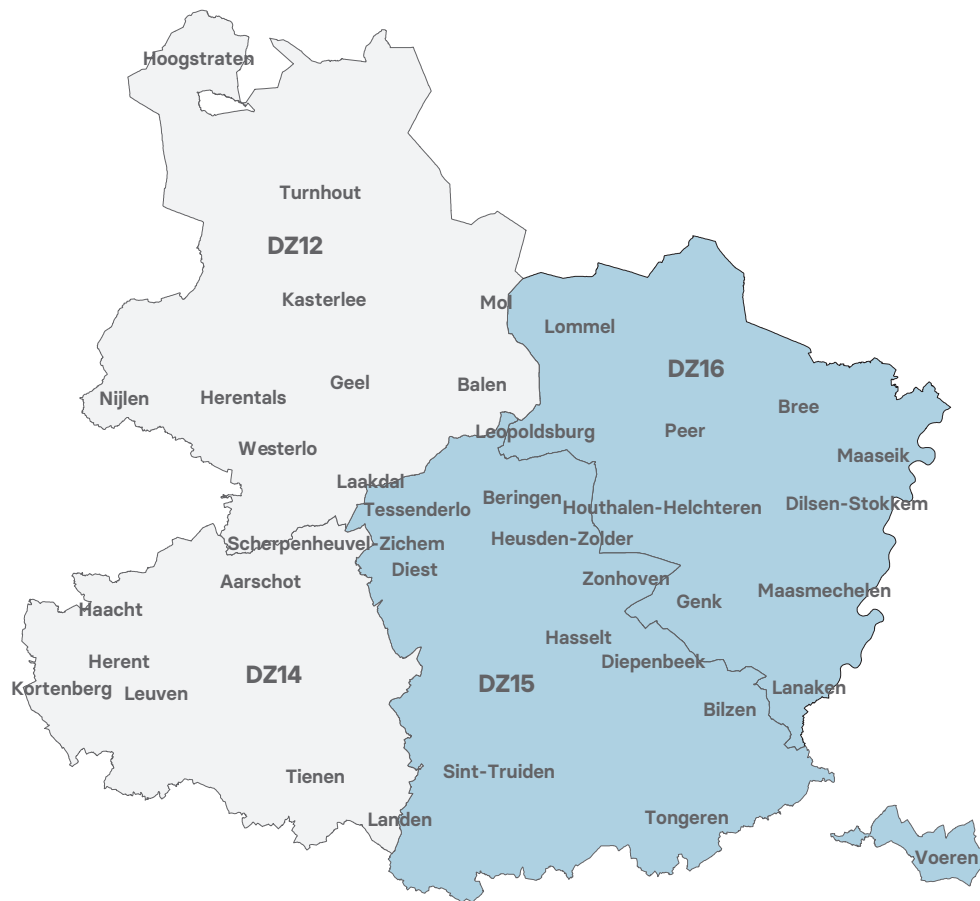 Hoogstraten
Turnhout
DZ12
Kasterlee
Mol
Lommel
DZ16
Geel
Balen
Nijlen
Herentals
Bree
Leopoldsburg
Peer
Westerlo
Maaseik
Laakdal
Beringen
Tessenderlo
Houthalen-Helchteren
Dilsen-Stokkem
Scherpenheuvel-Zichem
Heusden-Zolder
Diest
Aarschot
Zonhoven
Maasmechelen
Haacht
Genk
Hasselt
Herent
Diepenbeek
DZ14
DZ15
Kortenberg
Leuven
Lanaken
Bilzen
Tienen
Sint-Truiden
Landen
Tongeren
Voeren